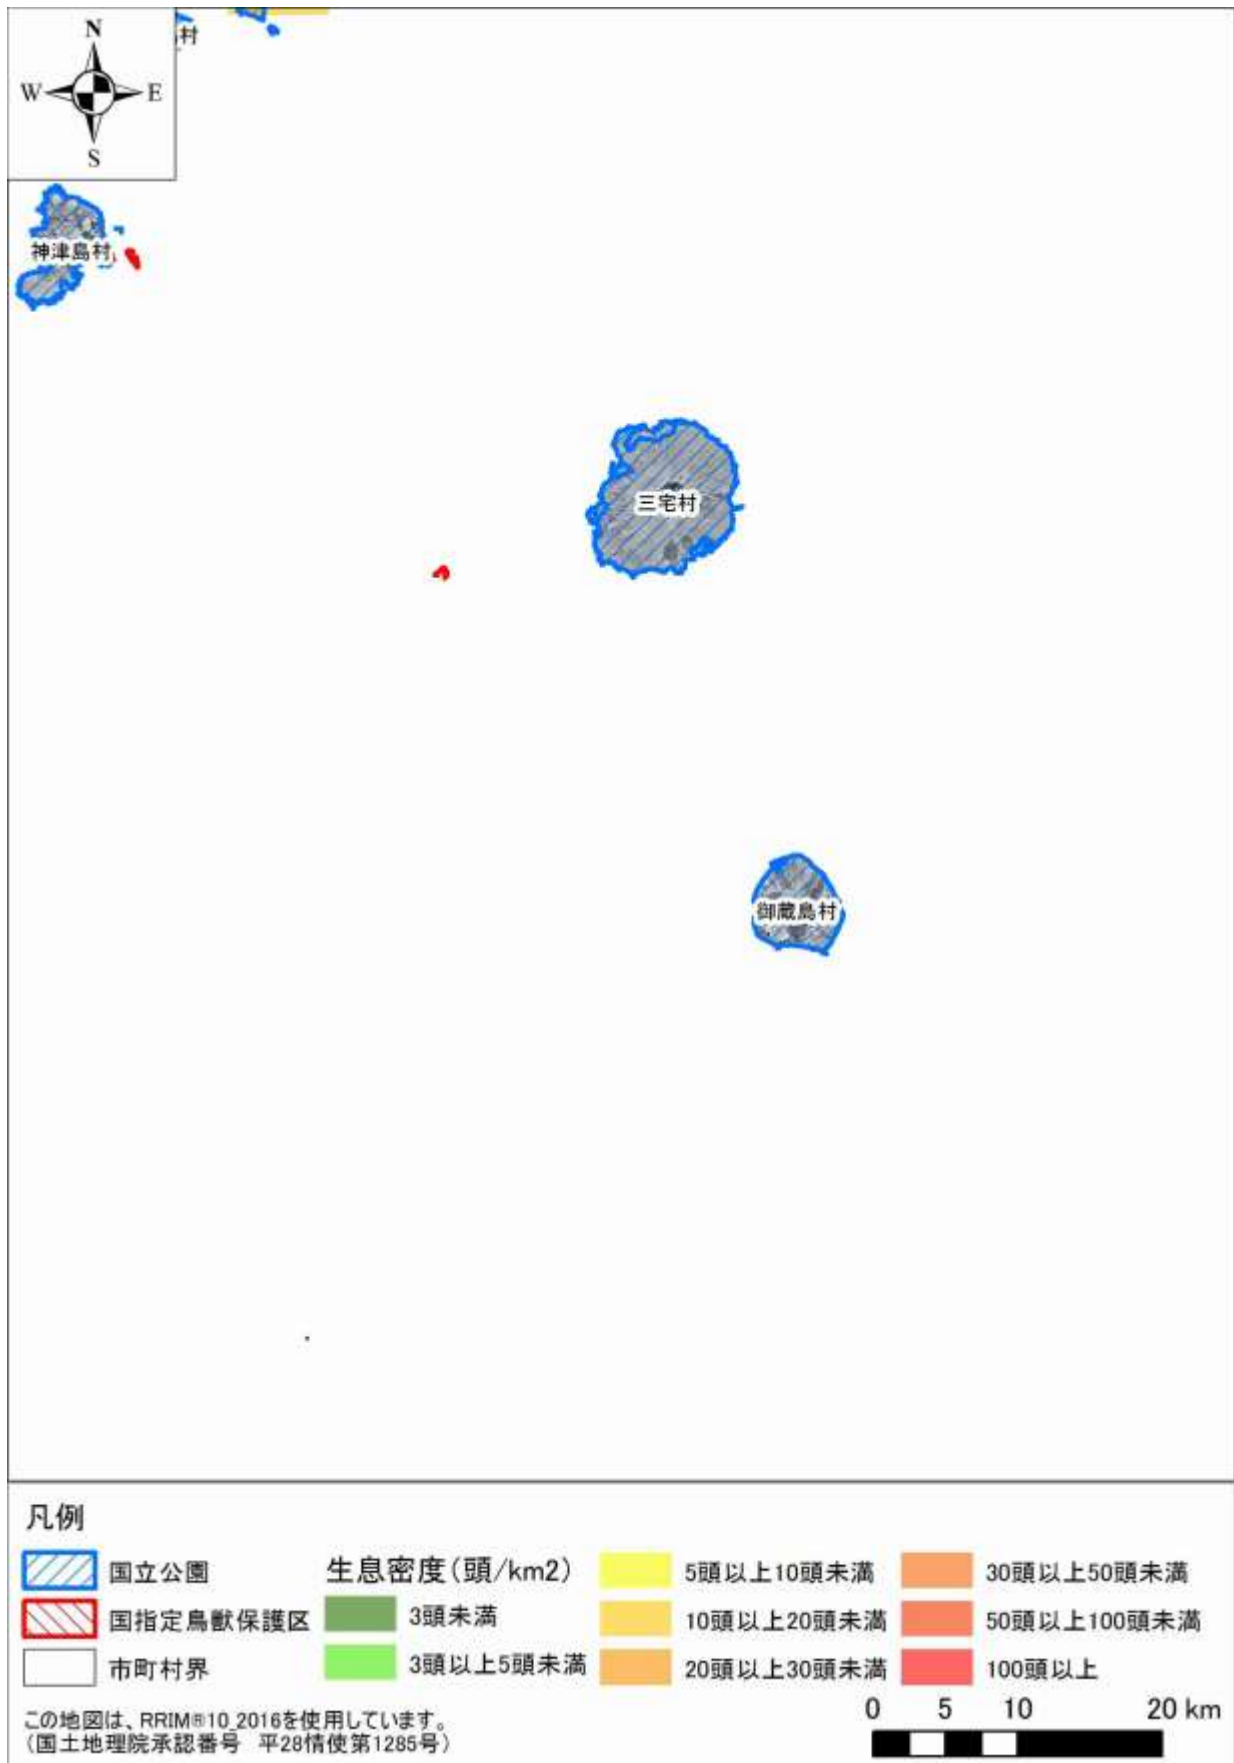 N
村
W E
S
神津島村
三宅村
御蔵島村
凡例
国立公園
国指定鳥獣保護区
市町村界
生息密度(頭/km2)
3頭未満
3頭以上5頭未満
5頭以上10頭未満
10頭以上20頭未満
20頭以上30頭未満
30頭以上50頭未満
50頭以上100頭未満
100頭以上
0 5 10 20 km
この地図は、RRIM®10_2016を使用しています。
(国土地理院承認番号 平28情使第1285号)